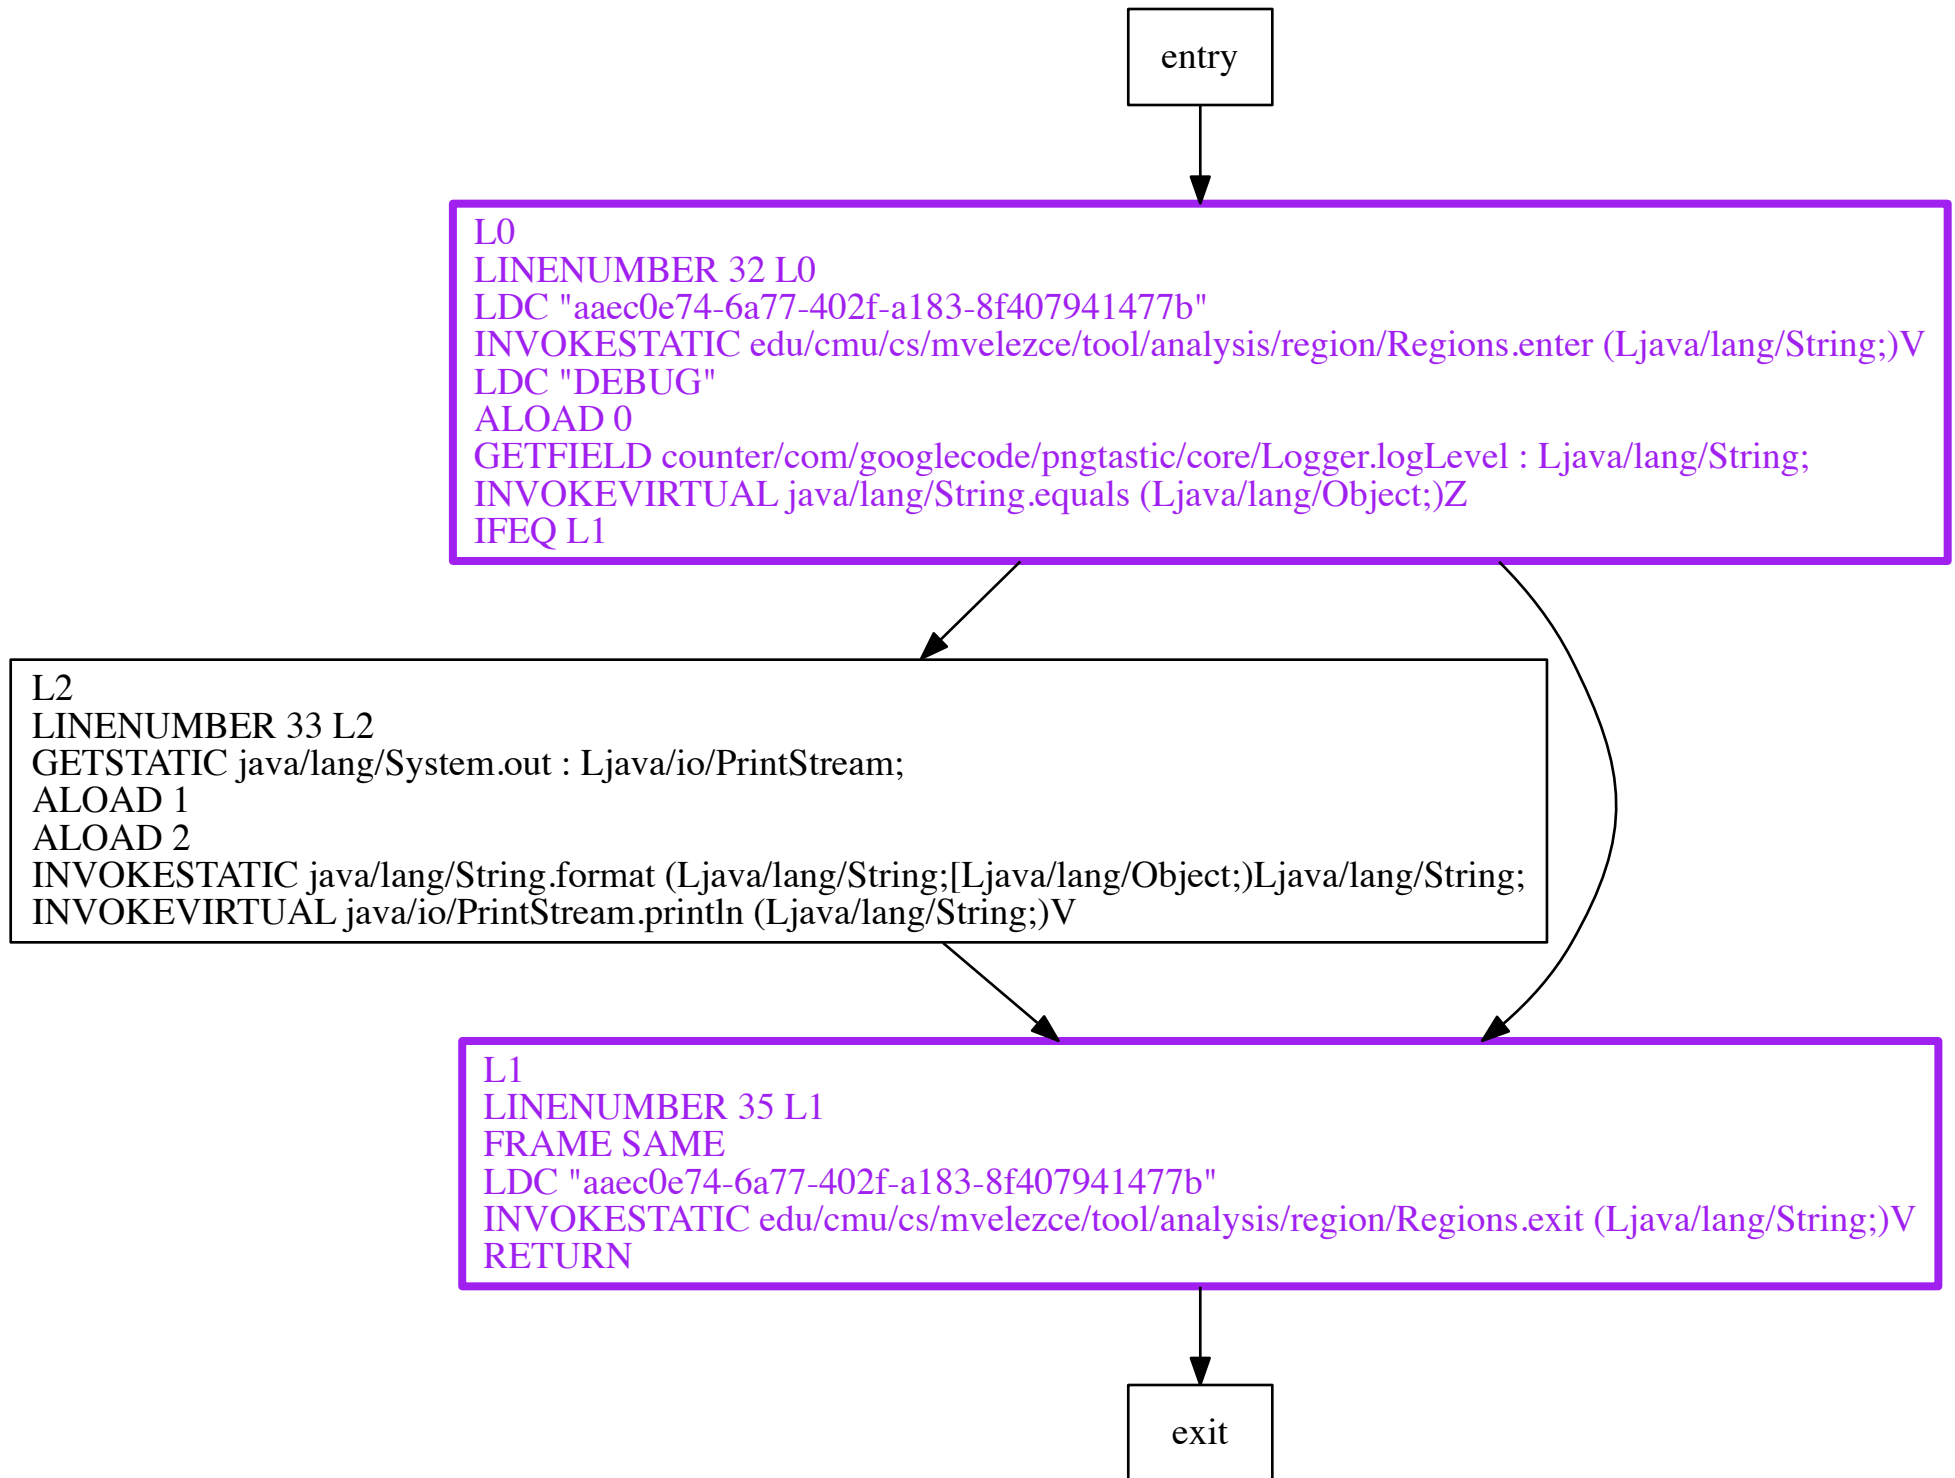 entry
L0
LINENUMBER 32 L0
LDC "aaec0e74-6a77-402f-a183-8f407941477b"
INVOKESTATIC edu/cmu/cs/mvelezce/tool/analysis/region/Regions.enter (Ljava/lang/String;)V
LDC "DEBUG"
ALOAD 0
GETFIELD counter/com/googlecode/pngtastic/core/Logger.logLevel : Ljava/lang/String;
INVOKEVIRTUAL java/lang/String.equals (Ljava/lang/Object;)Z
IFEQ L1
L2
LINENUMBER 33 L2
GETSTATIC java/lang/System.out : Ljava/io/PrintStream;
ALOAD 1
ALOAD 2
INVOKESTATIC java/lang/String.format (Ljava/lang/String;[Ljava/lang/Object;)Ljava/lang/String;
INVOKEVIRTUAL java/io/PrintStream.println (Ljava/lang/String;)V
L1
LINENUMBER 35 L1
FRAME SAME
LDC "aaec0e74-6a77-402f-a183-8f407941477b"
INVOKESTATIC edu/cmu/cs/mvelezce/tool/analysis/region/Regions.exit (Ljava/lang/String;)V
RETURN
exit